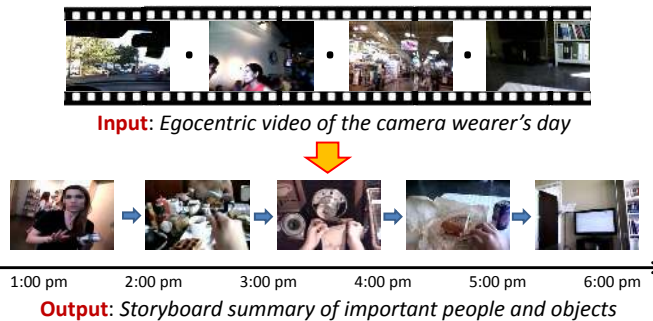 Input: Egocentric video of the camera wearer's day
1:00 pm 2:00 pm 3:00 pm 4:00 pm 5:00 pm 6:00 pm
Output: Storyboard summary of important people and objects